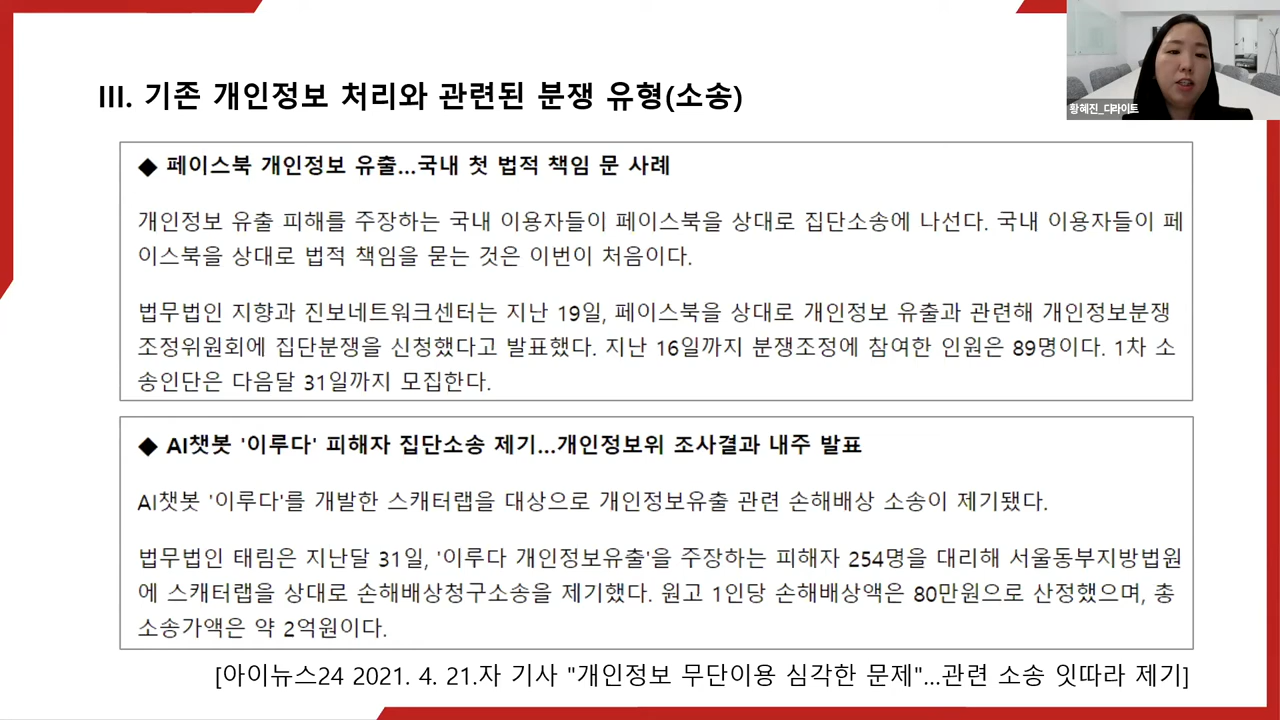 황혜진_디라이트
III. 기존 개인정보 처리와 관련된 분쟁 유형(소송)
◆ 페이스북 개인정보 유출...국내 첫 법적 책임 문 사례
개인정보 유출 피해를 주장하는 국내 이용자들이 페이스북을 상대로 집단소송에 나선다. 국내 이용자들이 페
이스북을 상대로 법적 책임을 묻는 것은 이번이 처음이다.
법무법인 지향과 진보네트워크센터는 지난 19일, 페이스북을 상대로 개인정보 유출과 관련해 개인정보분쟁
조정위원회에 집단분쟁을 신청했다고 발표했다. 지난 16일까지 분쟁조정에 참여한 인원은 89명이다. 1차 소
송인단은 다음달 31일까지 모집한다.
◆ AI챗봇 '이루다' 피해자 집단소송 제기...개인정보위 조사결과 내주 발표
AI챗봇 '이루다'를 개발한 스캐터랩을 대상으로 개인정보유출 관련 손해배상 소송이 제기됐다.
법무법인 태림은 지난달 31일, '이루다 개인정보유출'을 주장하는 피해자 254명을 대리해 서울동부지방법원
에 스캐터랩을 상대로 손해배상청구소송을 제기했다. 원고 1인당 손해배상액은 80만원으로 산정했으며, 총
소송가액은 약 2억원이다.
[아이뉴스24 2021. 4. 21.자 기사 "개인정보 무단이용 심각한 문제"...관련 소송 잇따라 제기]